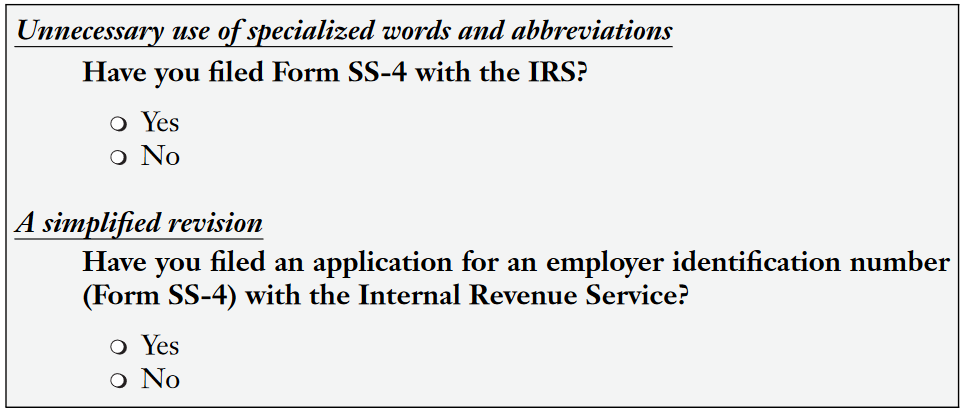 Unnecessary use of specialized words and abbreviations
Have you filed Form SS-4 with the IRS?
❍ Yes
❍ No
A simplified revision
Have you filed an application for an employer identification number
(Form SS-4) with the Internal Revenue Service?
❍ Yes
❍ No